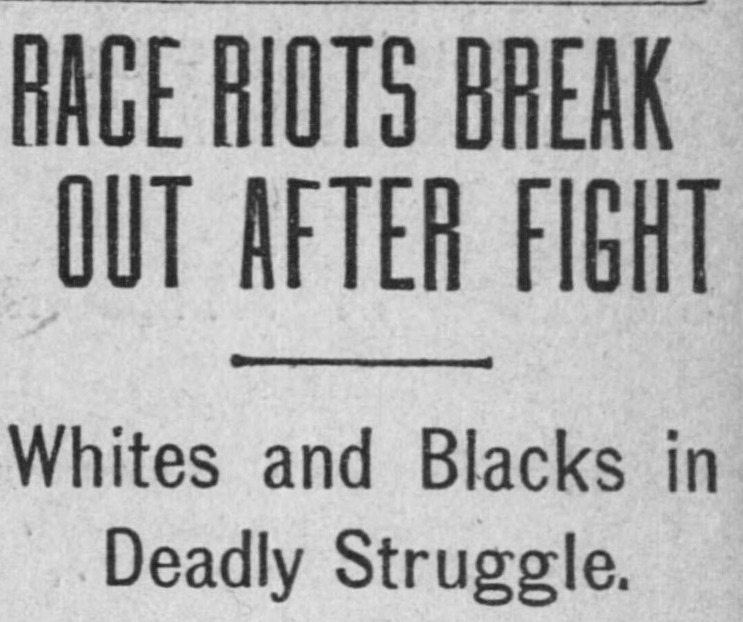 RACE RIOTS BREAK
OUT AFTER FIGHT
Whites and Blacks in
Deadly Struggle.